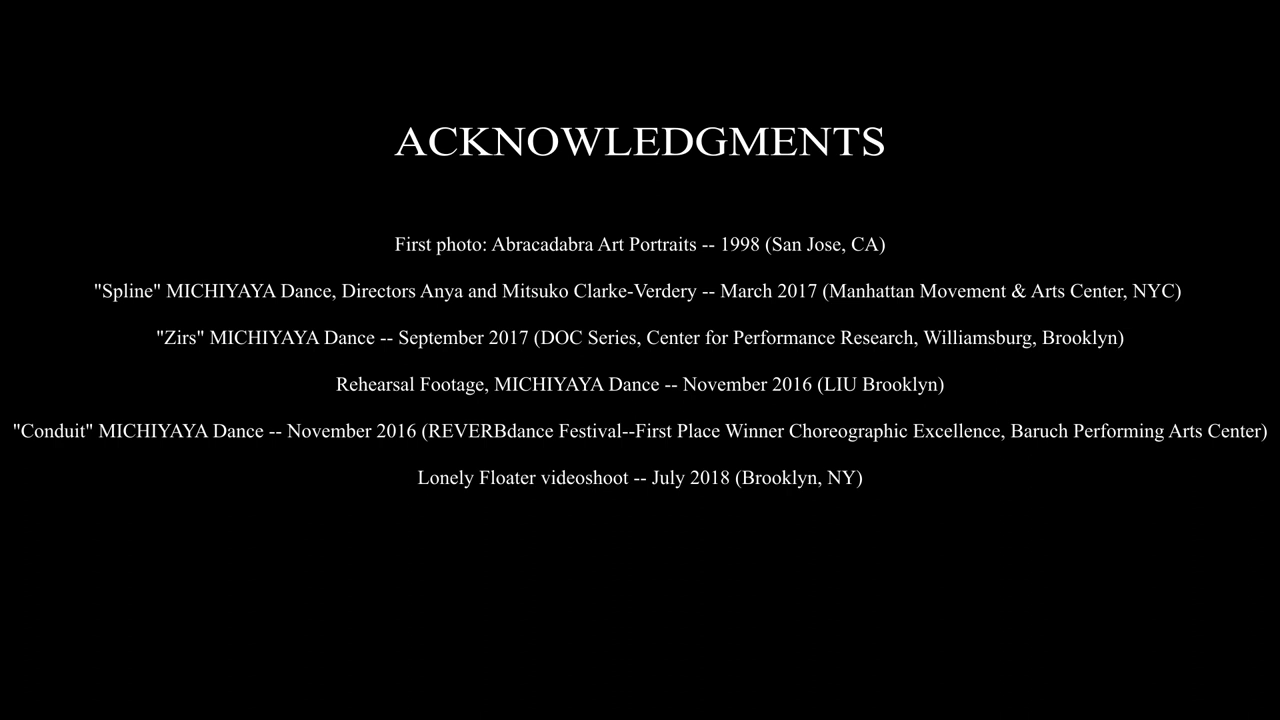 ACKNOWLEDGMENTS
First photo: Abracadabra Art Portraits -- 1998 (San Jose, CA)
"Spline" MICHIYAYA Dance, Directors Anya and Mitsuko Clarke-Verdery -- March 2017 (Manhattan Movement & Arts Center, NYC)
"Zirs" MICHIYAYA Dance -- September 2017 (DOC Series, Center for Performance Research, Williamsburg, Brooklyn)
Rehearsal Footage, MICHIYAYA Dance -- November 2016 (LIU Brooklyn)
"Conduit" MICHIYAYA Dance -- November 2016 (REVERBdance Festival--First Place Winner Choreographic Excellence, Baruch Performing Arts Center)
Lonely Floater videoshoot -- July 2018 (Brooklyn, NY)